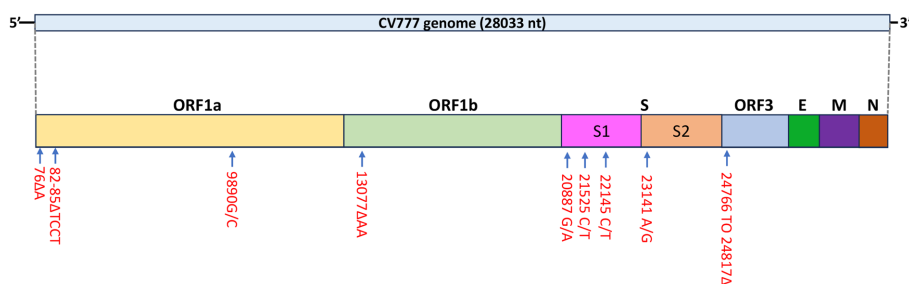 5′ CV777 genome (28033 nt) 3′
ORF1a ORF1b S ORF3 E M N
S1 S2
76ΔA
82-85ΔTCCT
9890G/C
13077ΔAA
20887 G/A
21525 C/T
22145 C/T
23141 A/G
24766 TO 24817Δ